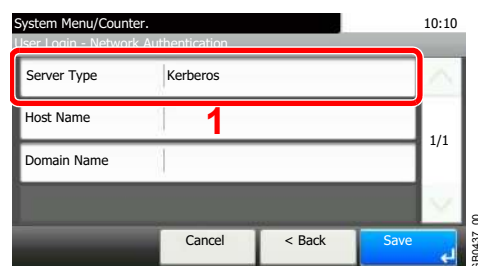 System Menu/Counter.
10:10
User Login - Network Authentication
Server Type Kerberos
Host Name
1
1/1
Domain Name
Cancel
< Back
Save
GB0437_00